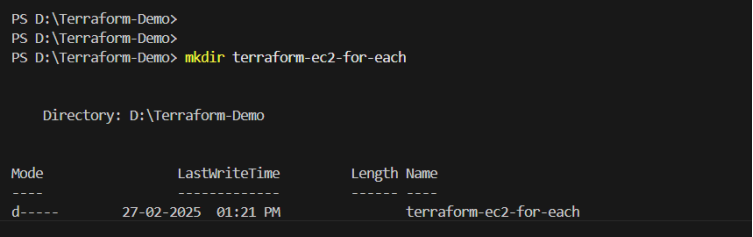 PS D:\Terraform-Demo>
PS D:\Terraform-Demo>
PS D:\Terraform-Demo> mkdir terraform-ec2-for-each
Directory: D:\Terraform-Demo
Mode LastWriteTime Length Name
---- ------------- ------ ----
d----- 27-02-2025 01:21 PM terraform-ec2-for-each